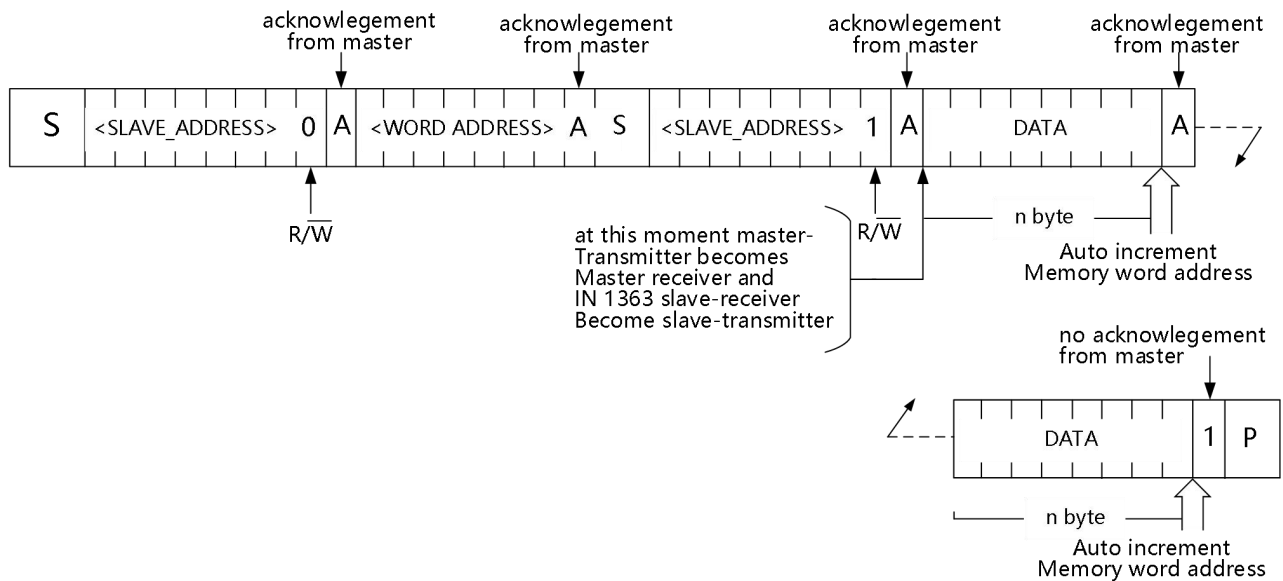 acknowlegement
from master
acknowlegement
from master
acknowlegement
from master
acknowlegement
from master
S <SLAVE_ADDRESS> 0 A <WORD ADDRESS> A S <SLAVE_ADDRESS> 1 A DATA A
R/W̅
R/W̅
n byte
at this moment master-
Transmitter becomes
Master receiver and
IN 1363 slave-receiver
Become slave-transmitter
Auto increment
Memory word address
no acknowlegement
from master
DATA 1 P
n byte
Auto increment
Memory word address